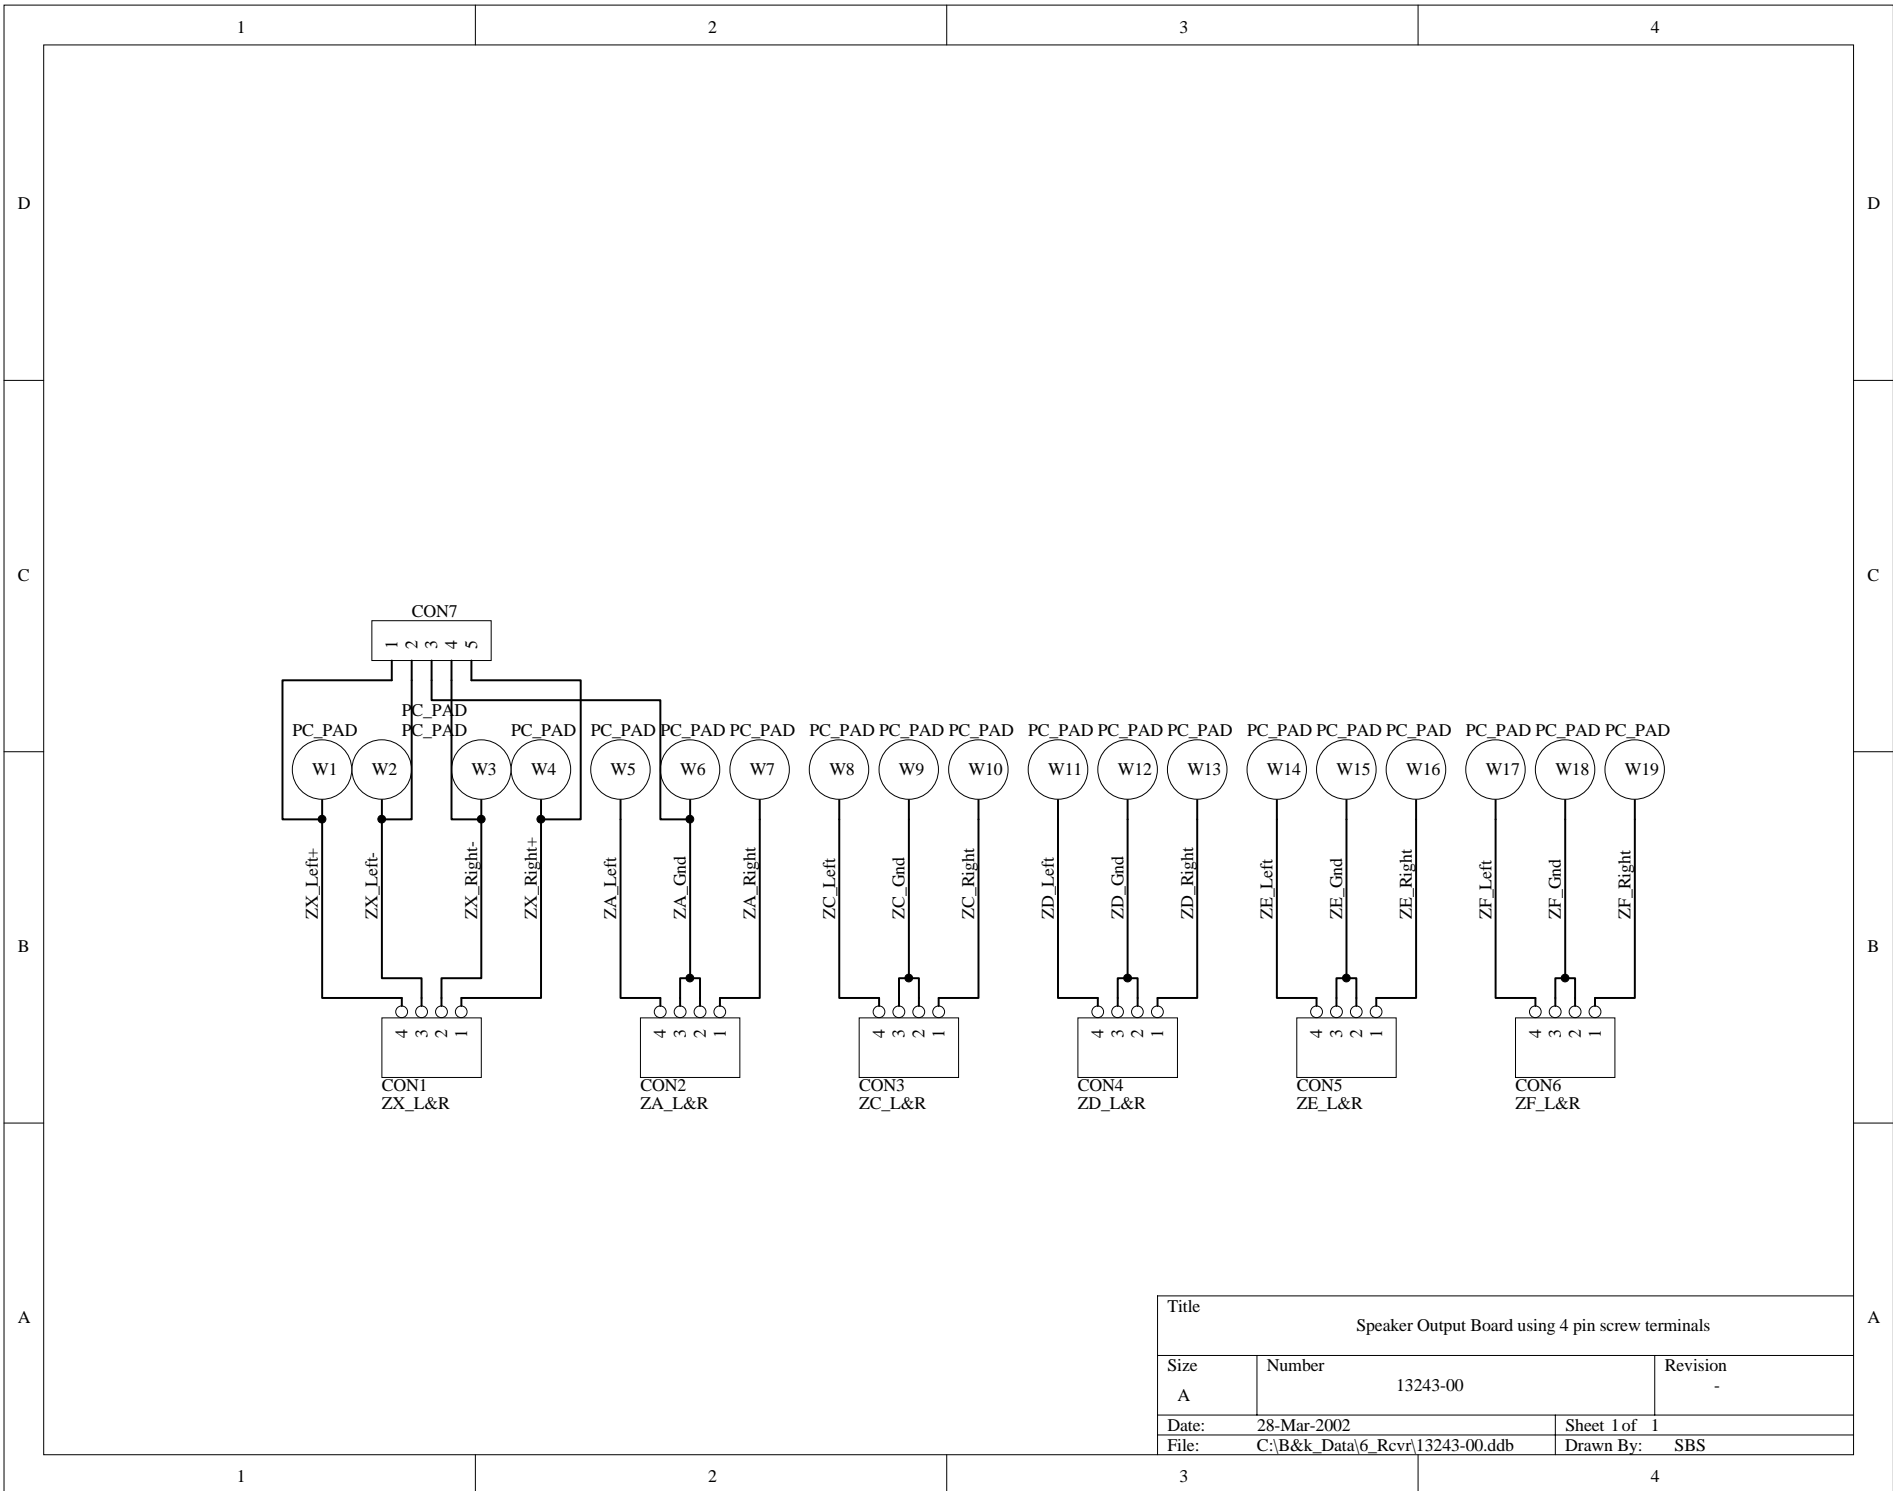 1 2 3 4
D D
C C
CON7
1 2 3 4 5
PC_PAD
PC_PAD PC_PAD PC_PAD PC_PAD PC_PAD PC_PAD PC_PAD PC_PAD PC_PAD PC_PAD PC_PAD PC_PAD PC_PAD PC_PAD PC_PAD PC_PAD PC_PAD PC_PAD
W1 W2 W3 W4 W5 W6 W7 W8 W9 W10 W11 W12 W13 W14 W15 W16 W17 W18 W19
ZX_Left+
ZX_Left-
ZX_Right-
ZX_Right+
ZA_Left
ZA_Gnd
ZA_Right
ZC_Left
ZC_Gnd
ZC_Right
ZD_Left
ZD_Gnd
ZD_Right
ZE_Left
ZE_Gnd
ZE_Right
ZF_Left
ZF_Gnd
ZF_Right
B B
4 3 2 1 4 3 2 1 4 3 2 1 4 3 2 1 4 3 2 1 4 3 2 1
CON1 CON2 CON3 CON4 CON5 CON6
ZX_L&R ZA_L&R ZC_L&R ZD_L&R ZE_L&R ZF_L&R
A A
Title
Speaker Output Board using 4 pin screw terminals
Size Number Revision
A 13243-00 -
Date: 28-Mar-2002 Sheet 1 of 1
File: C:\B&k_Data\6_Rcvr\13243-00.ddb Drawn By: SBS
1 2 3 4